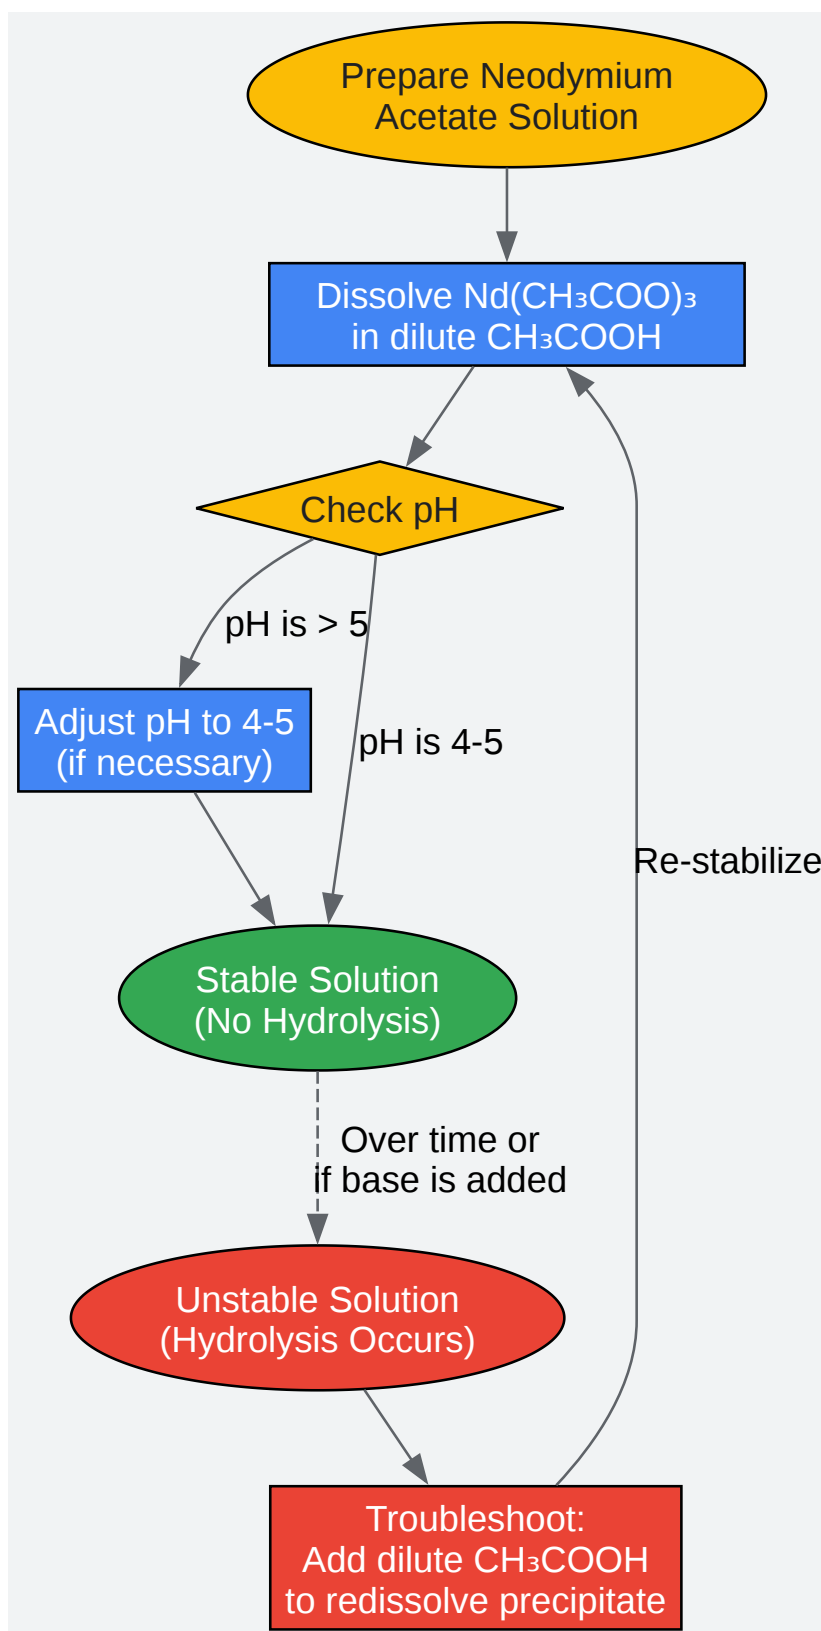 Prepare Neodymium
Acetate Solution
Dissolve Nd(CH₃COO)₃
in dilute CH₃COOH
Check pH
pH is > 5
Adjust pH to 4-5
(if necessary)
pH is 4-5
Re-stabilize
Stable Solution
(No Hydrolysis)
Over time or
if base is added
Unstable Solution
(Hydrolysis Occurs)
Troubleshoot:
Add dilute CH₃COOH
to redissolve precipitate